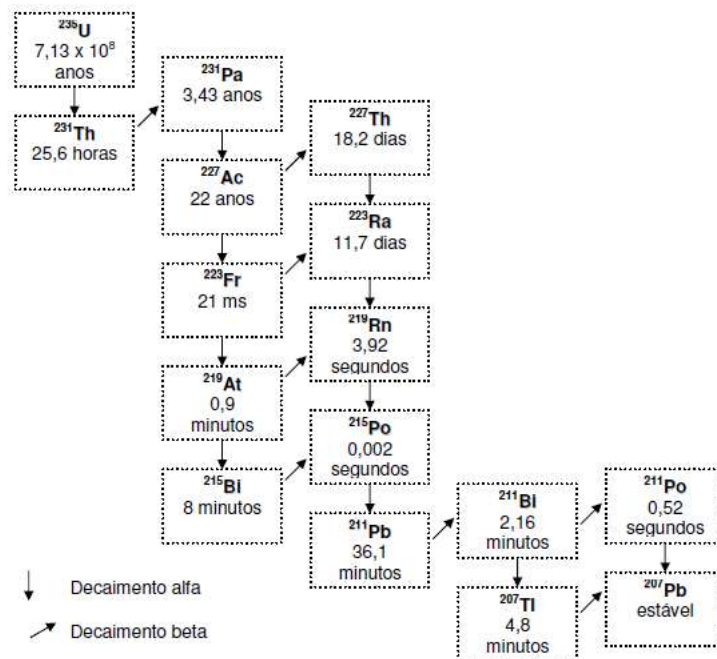 ²³⁵U
7,13 x 10⁸
anos
²³¹Th
25,6 horas
²³¹Pa
3,43 anos
²²⁷Ac
22 anos
²²³Fr
21 ms
²¹⁹At
0,9
minutos
²¹⁵Bi
8 minutos
²²⁷Th
18,2 dias
²²³Ra
11,7 dias
²¹⁹Rn
3,92
segundos
²¹⁵Po
0,002
segundos
²¹¹Pb
36,1
minutos
²¹¹Bi
2,16
minutos
²⁰⁷Tl
4,8
minutos
²¹¹Po
0,52
segundos
²⁰⁷Pb
estável
Decaimento alfa
Decaimento beta